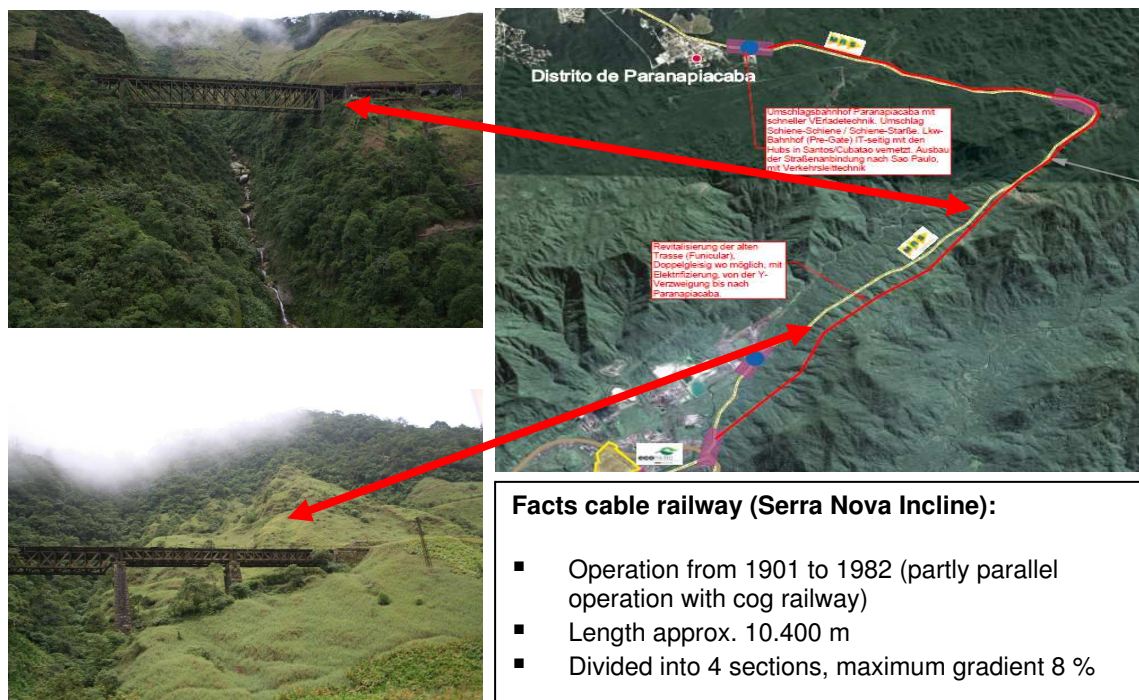 Distrito de Paranapiacaba
MRS
Umschlagsbahnhof Paranapiacaba mit
schneller VErladetechnik. Umschlag
Schiene-Schiene / Schiene-Starße. Lkw-
Bahnhof (Pre-Gate) IT-seitig mit den
Hubs in Santos/Cubatao vernetzt. Ausbau
der Straßenanbindung nach Sao Paulo,
mit Verkehrsleittechnik
MRS
Revitalisierung der alten
Trasse (Funicular),
Doppelgleisig wo möglich, mit
Elektrifizierung, von der Y-
Verzweigung bis nach
Paranapiacaba.
Facts cable railway (Serra Nova Incline):
▪ Operation from 1901 to 1982 (partly parallel
operation with cog railway)
▪ Length approx. 10.400 m
▪ Divided into 4 sections, maximum gradient 8 %